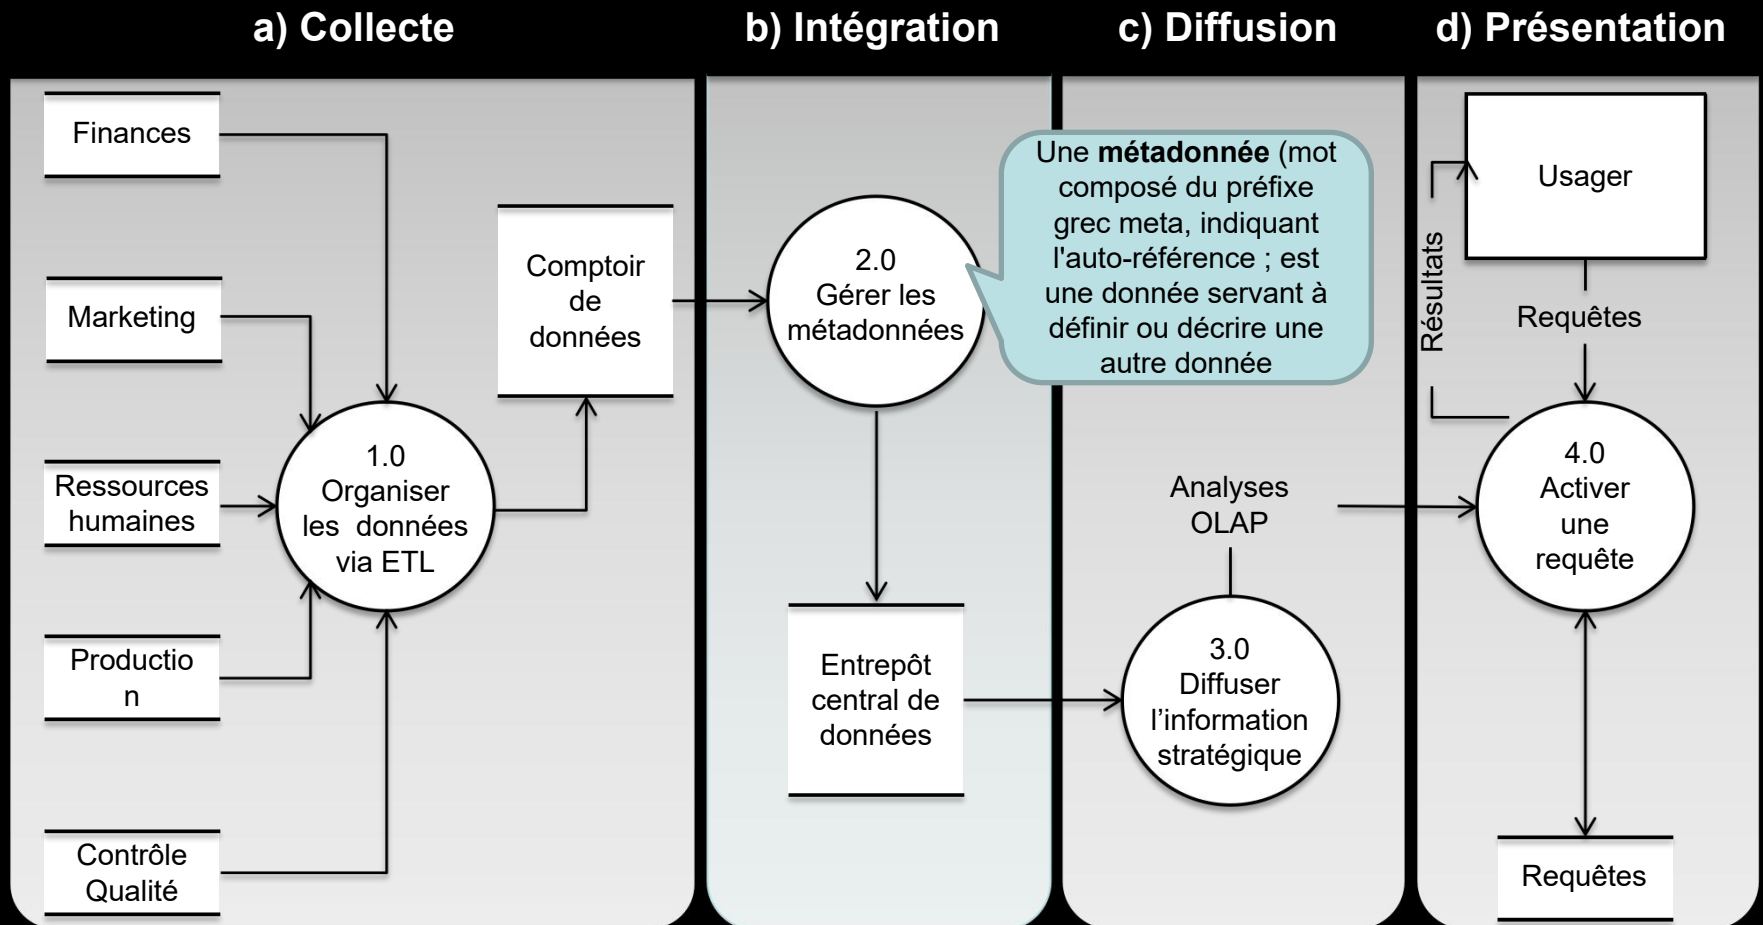 a) Collecte
b) Intégration
c) Diffusion
d) Présentation
Finances
Marketing
Ressources
humaines
Productio
n
Contrôle
Qualité
1.0
Organiser
les données
via ETL
Comptoir
de
données
2.0
Gérer les
métadonnées
Une métadonnée (mot
composé du préfixe
grec meta, indiquant
l'auto-référence ; est
une donnée servant à
définir ou décrire une
autre donnée
Entrepôt
central de
données
Analyses
OLAP
3.0
Diffuser
l’information
stratégique
Usager
Résultats
Requêtes
4.0
Activer
une
requête
Requêtes